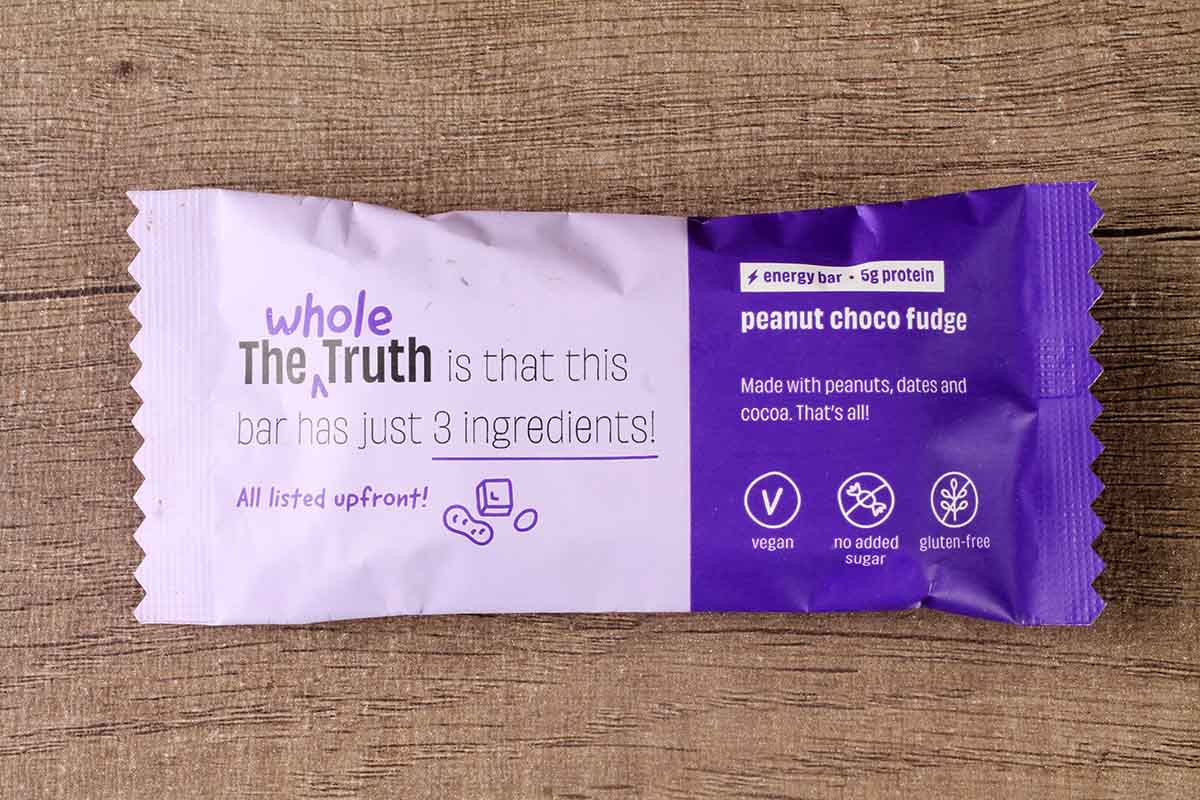 whole
The Truth is that this
bar has just 3 ingredients!
All listed upfront!
energy bar • 5g protein
peanut choco fudge
Made with peanuts, dates and
cocoa. That's all!
V
vegan
no added
sugar
gluten-free